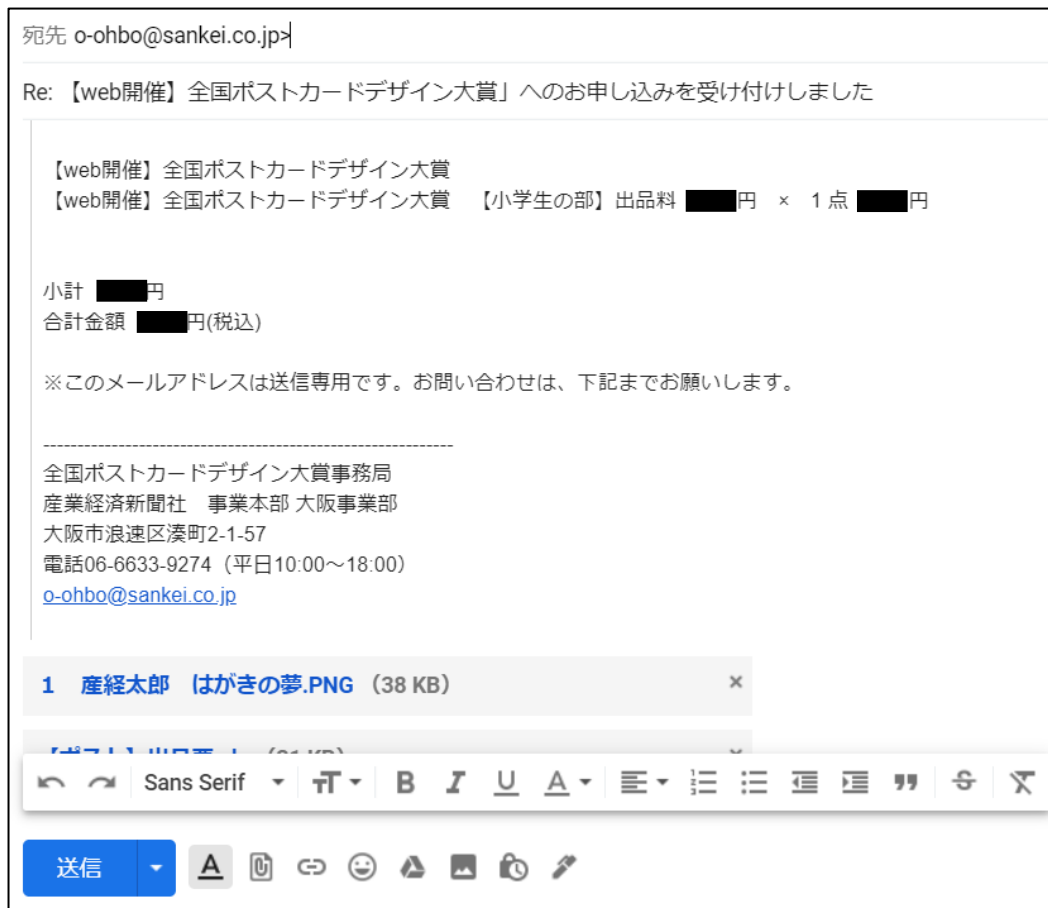 宛先 o-ohbo@sankei.co.jp>
Re: 【web開催】全国ポストカードデザイン大賞」へのお申し込みを受け付けしました
【web開催】全国ポストカードデザイン大賞
【web開催】全国ポストカードデザイン大賞　【小学生の部】出品料 円　×　1 点 円
小計 円
合計金額 円(税込)
※このメールアドレスは送信専用です。お問い合わせは、下記までお願いします。
------------------------------------------------------------
全国ポストカードデザイン大賞事務局
産業経済新聞社　事業本部 大阪事業部
大阪市浪速区湊町2-1-57
電話06-6633-9274（平日10:00～18:00）
o-ohbo@sankei.co.jp
1　産経太郎　はがきの夢.PNG（38 KB）
Sans Serif
送信